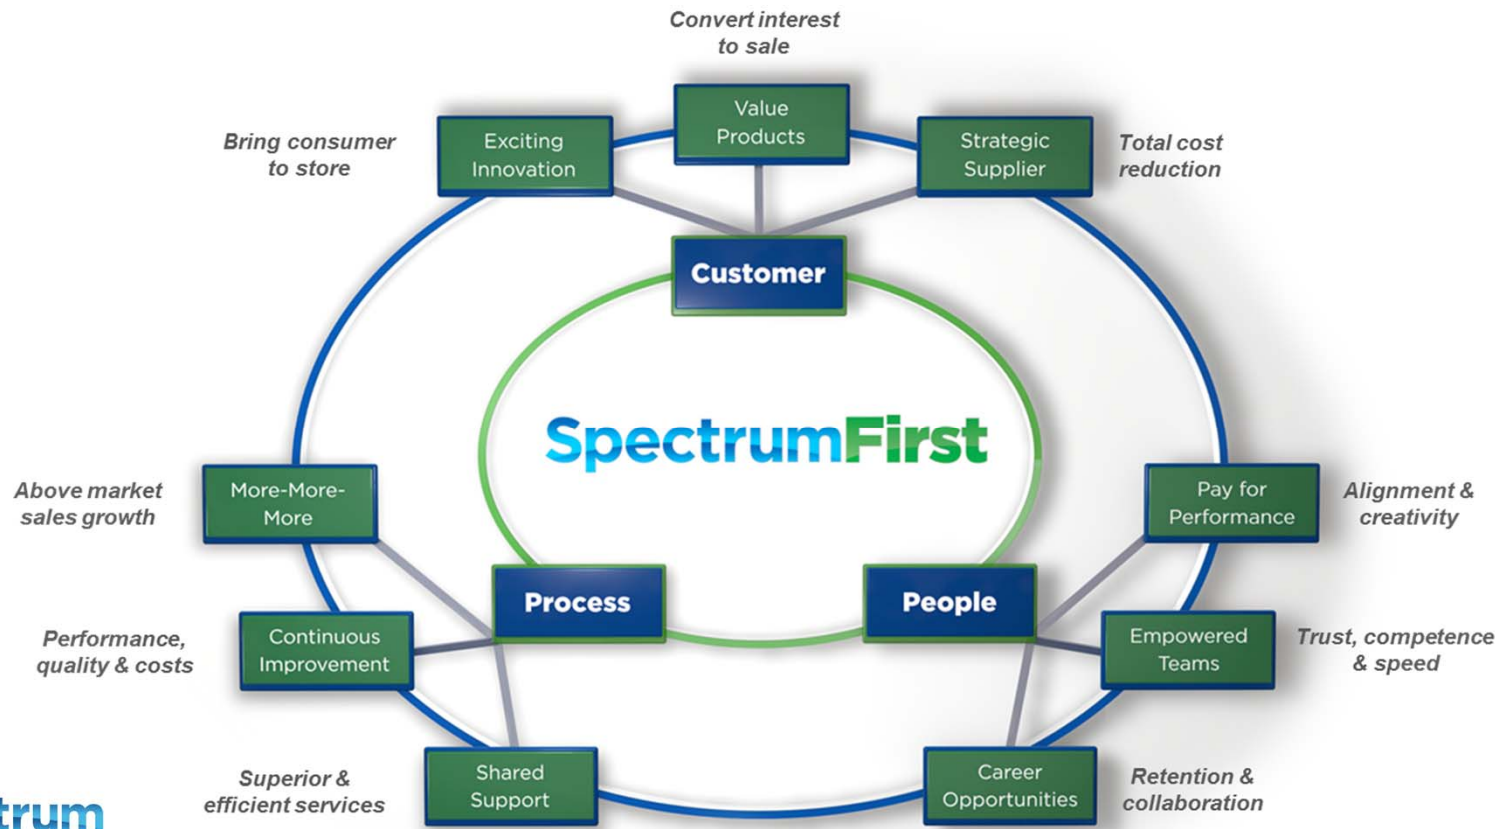 Convert interest
to sale
Value
Products
Bring consumer
to store
Exciting
Innovation
Strategic
Supplier
Total cost
reduction
Customer
SpectrumFirst
Above market
sales growth
More-More-
More
Pay for
Performance
Alignment &
creativity
Process
People
Performance,
quality & costs
Continuous
Improvement
Empowered
Teams
Trust, competence
& speed
Superior &
efficient services
Shared
Support
Career
Opportunities
Retention &
collaboration
trum